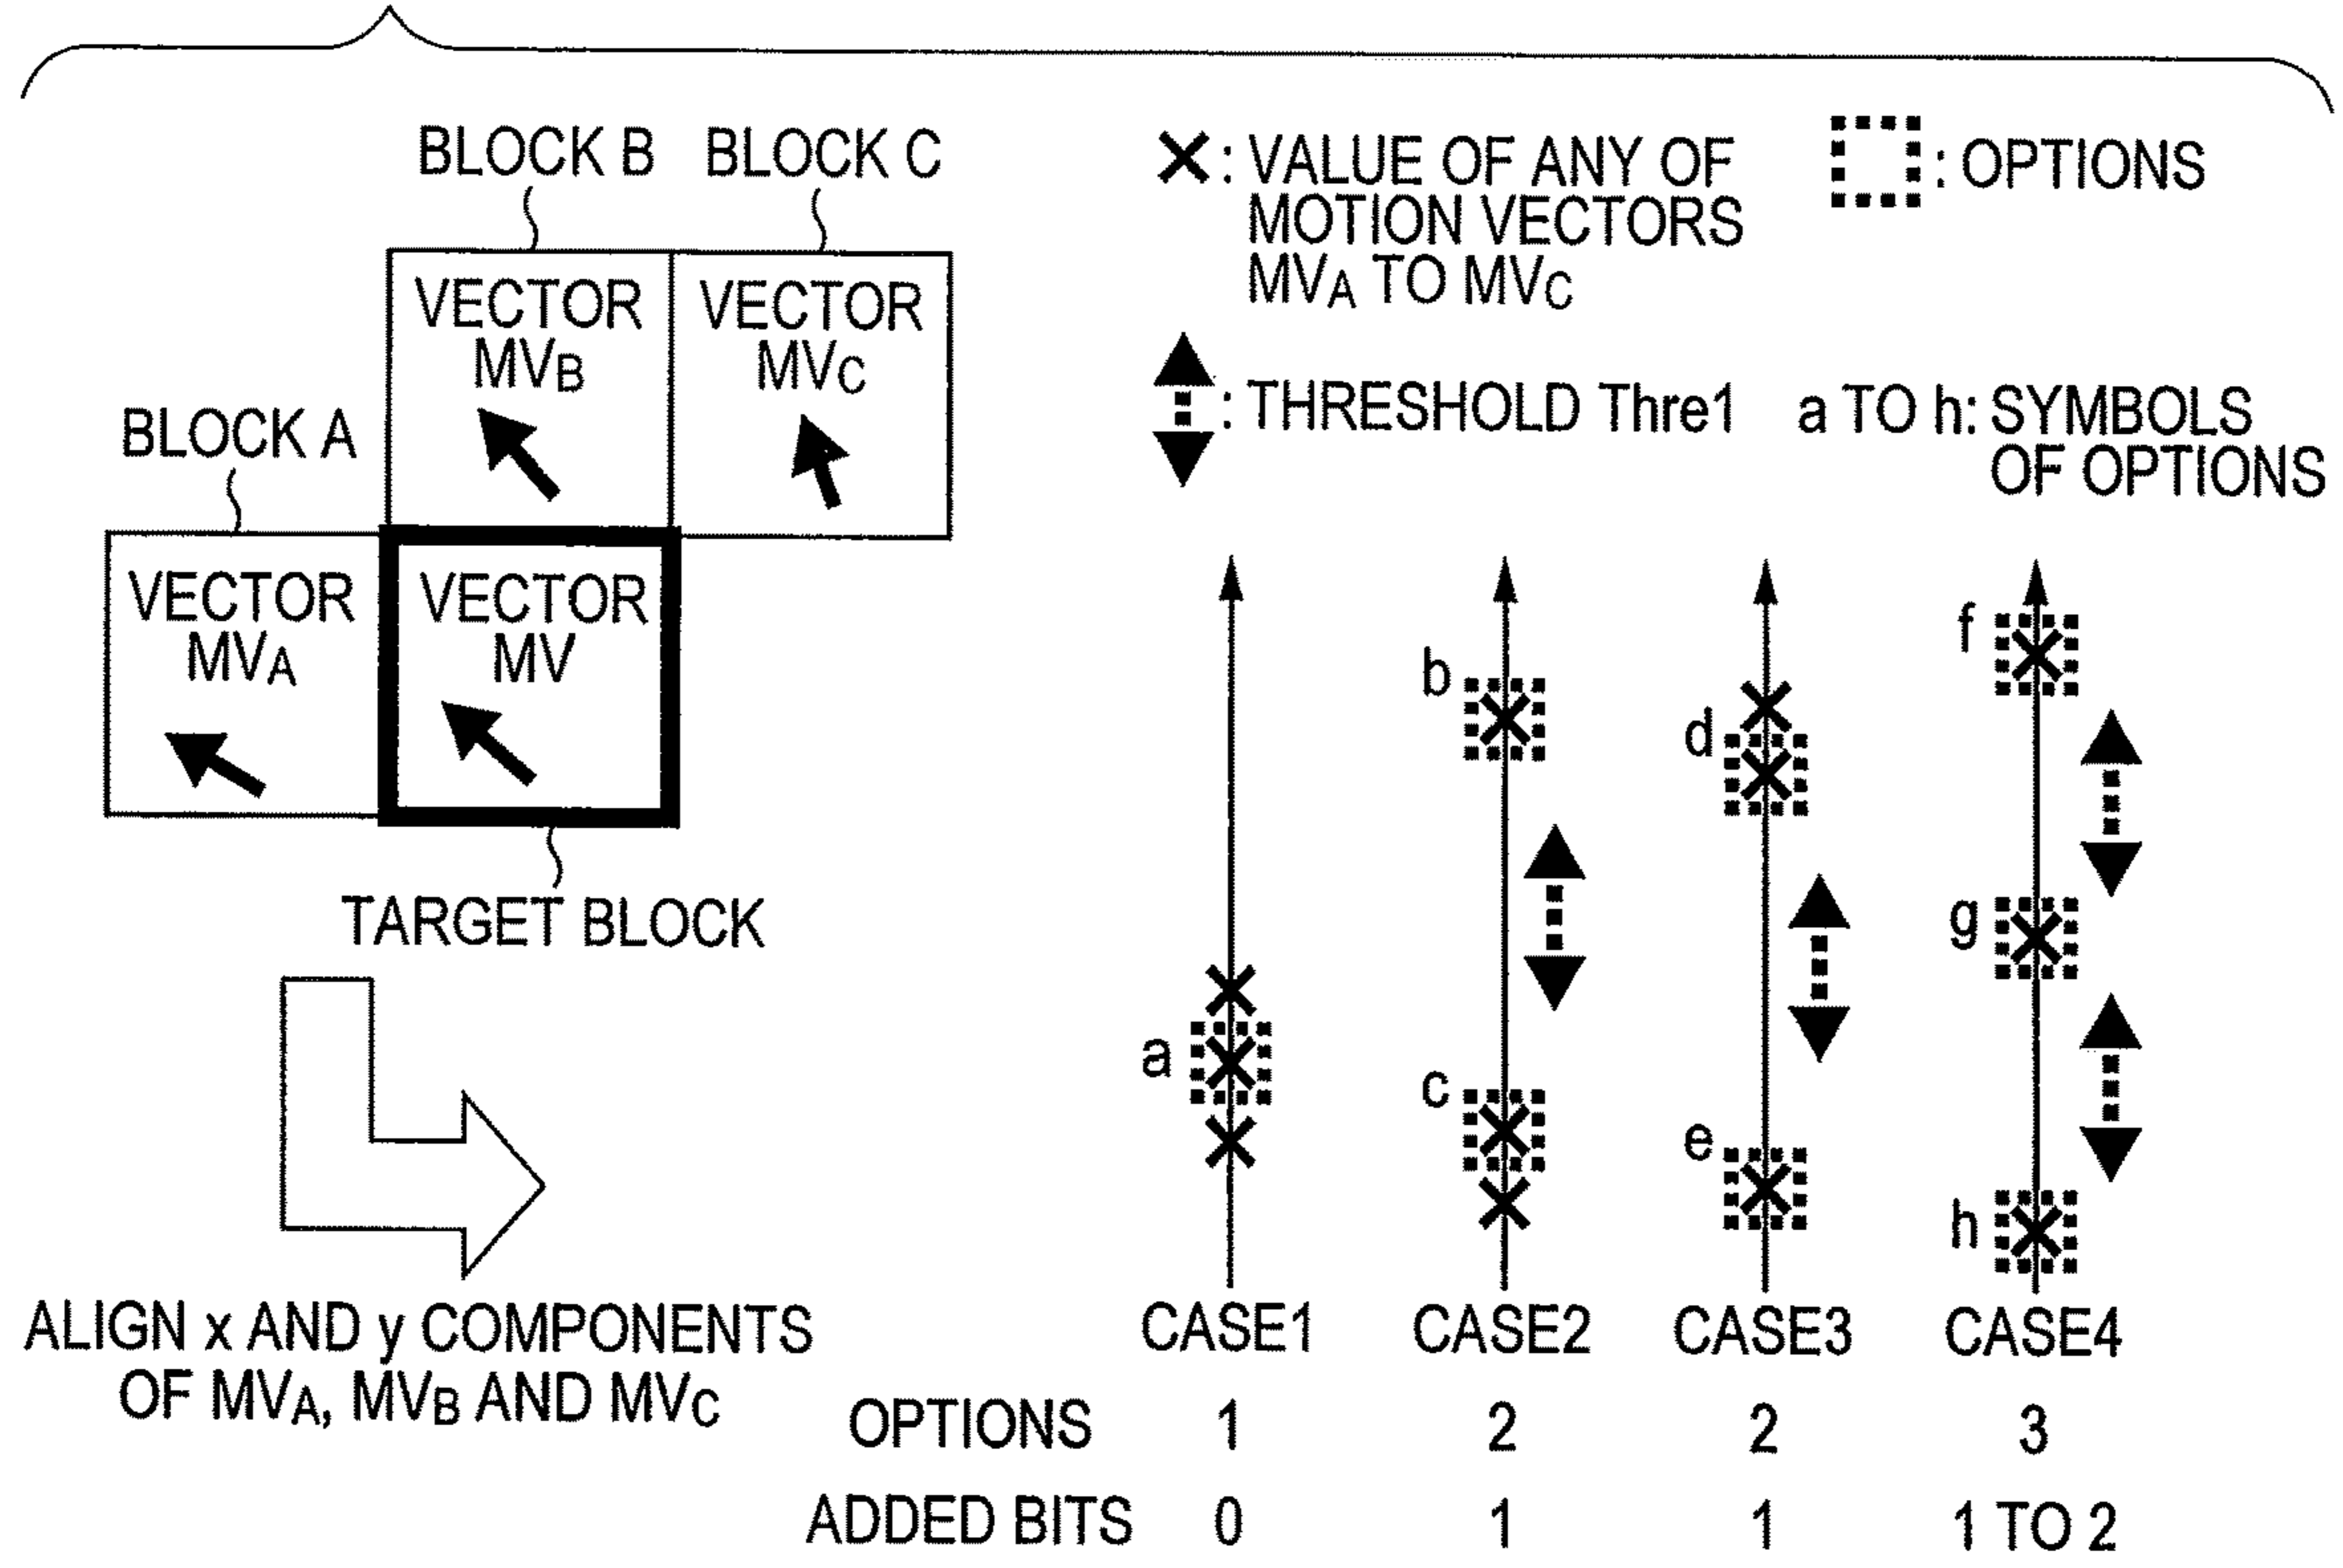 BLOCK B
BLOCK C
BLOCK A
VECTOR
MVB
VECTOR
MVC
VECTOR
MVA
VECTOR
MV
TARGET BLOCK
ALIGN x AND y COMPONENTS
OF MVA, MVB AND MVC
: VALUE OF ANY OF
MOTION VECTORS
MVA TO MVC
: OPTIONS
: THRESHOLD Thre1
a TO h: SYMBOLS
OF OPTIONS
a
b
c
d
e
f
g
h
CASE1 CASE2 CASE3 CASE4
OPTIONS 1 2 2 3
ADDED BITS 0 1 1 1 TO 2